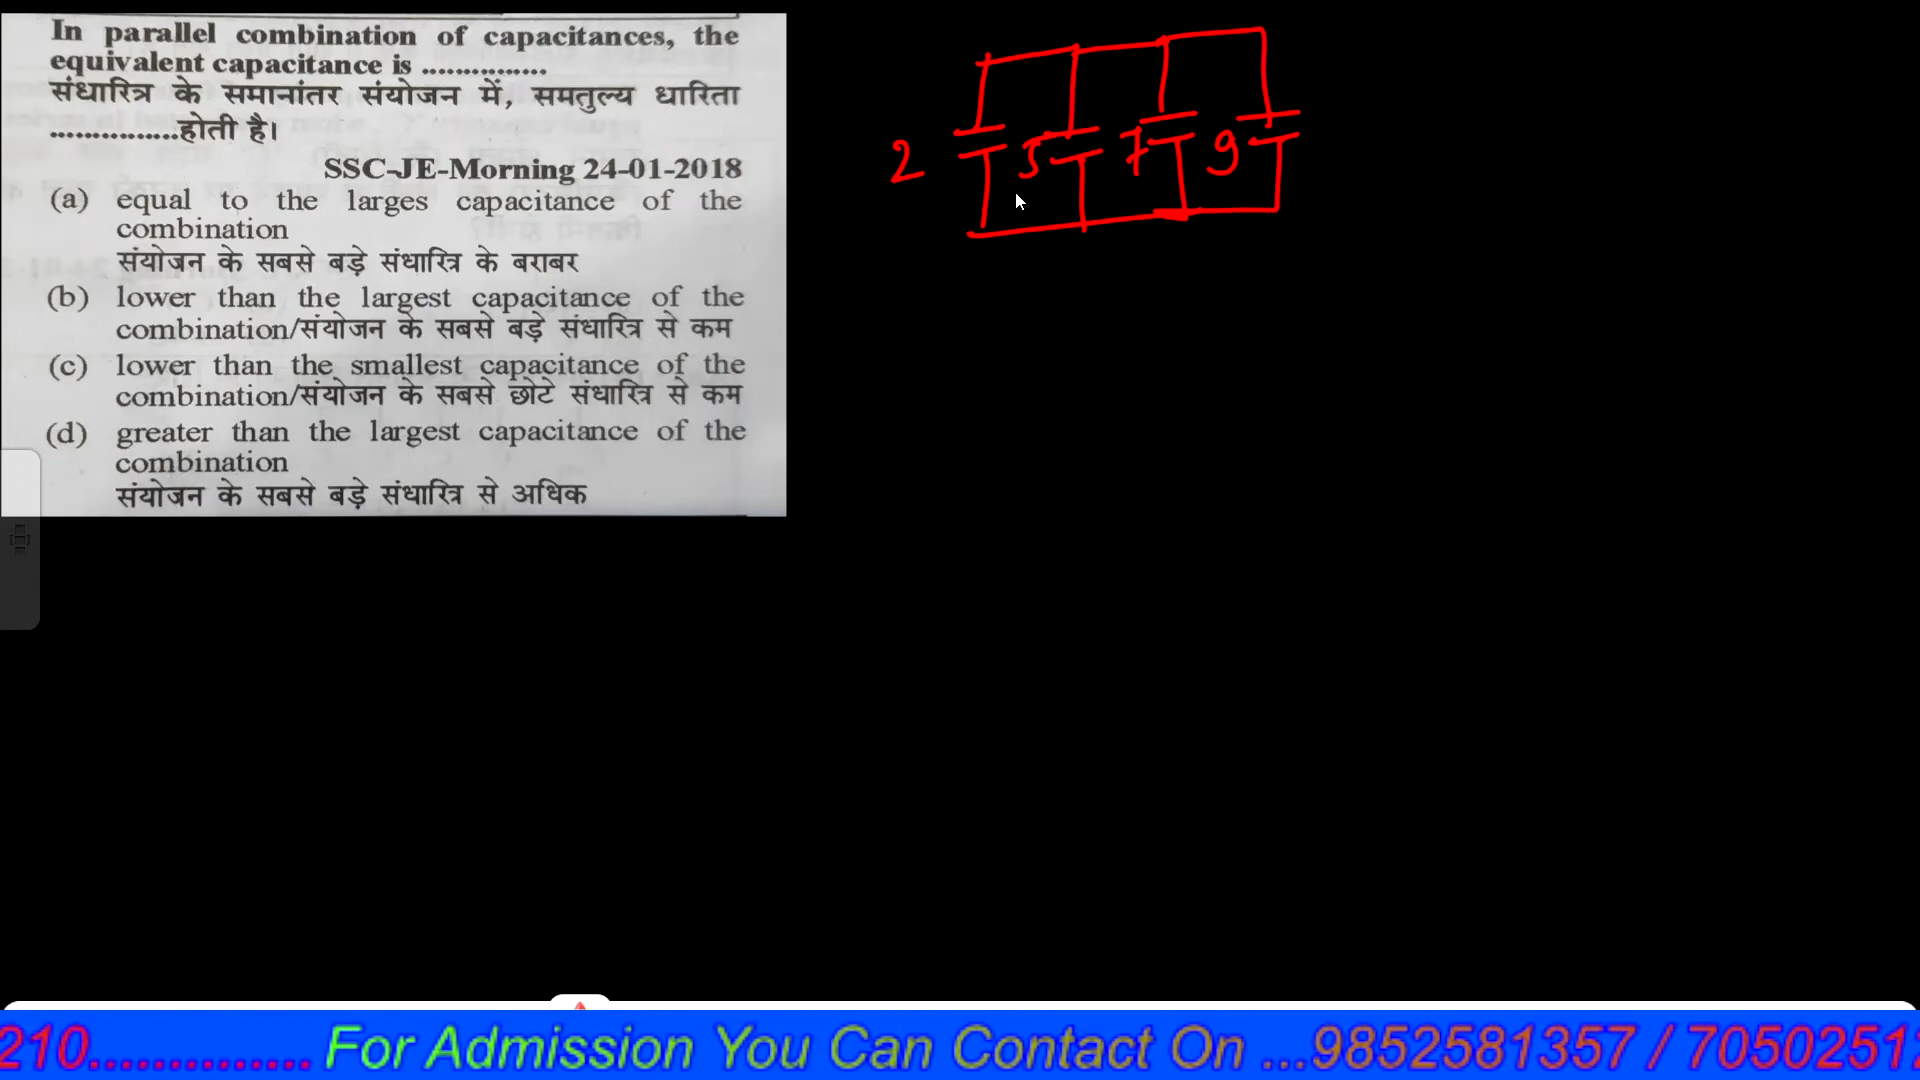 In parallel combination of capacitances, the
equivalent capacitance is ...............
संधारित्र के समानांतर संयोजन में, समतुल्य धारिता
...............होती है।
SSC-JE-Morning 24-01-2018
(a) equal to the larges capacitance of the
combination
संयोजन के सबसे बड़े संधारित्र के बराबर
(b) lower than the largest capacitance of the
combination/संयोजन के सबसे बड़े संधारित्र से कम
(c) lower than the smallest capacitance of the
combination/संयोजन के सबसे छोटे संधारित्र से कम
(d) greater than the largest capacitance of the
combination
संयोजन के सबसे बड़े संधारित्र से अधिक
2 5 7 9
210.............. For Admission You Can Contact On ...9852581357 / 70502512